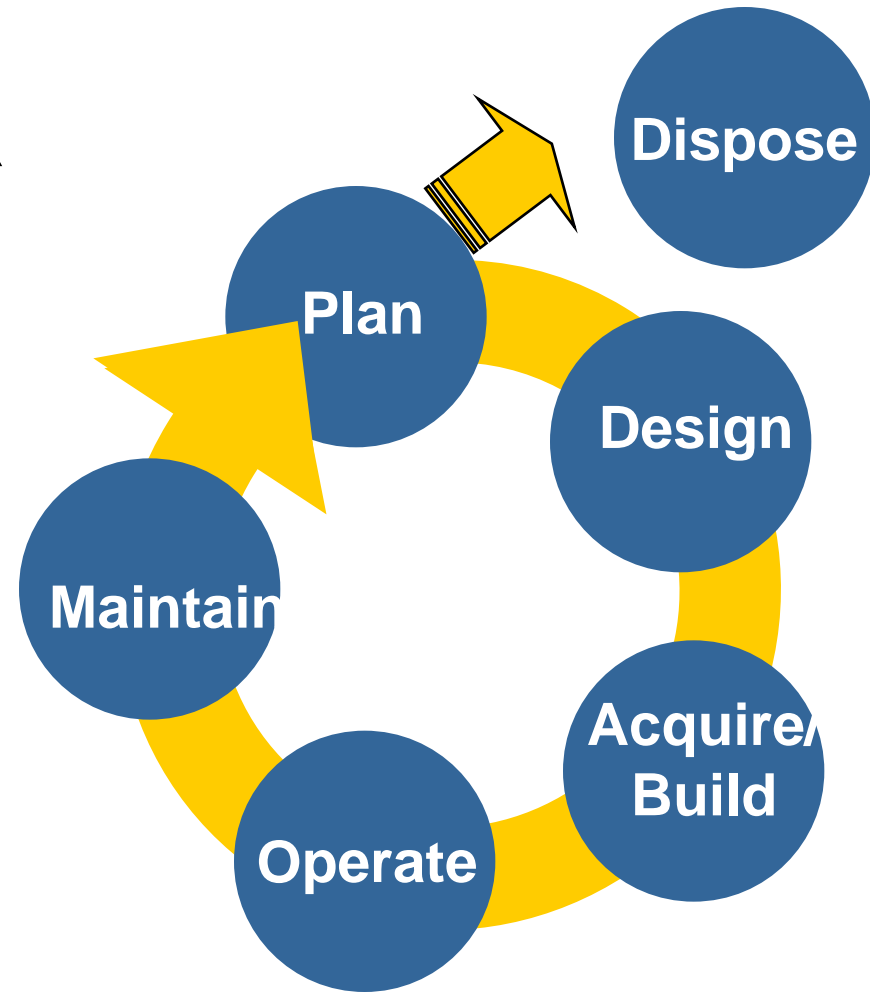 Dispose
Plan
Design
Maintain
Acquire/
Build
Operate